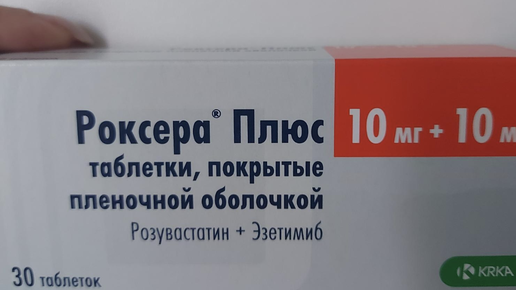 Роксера® Плюс
10 мг + 10 м
таблетки, покрытые
пленочной оболочкой
Розувастатин + Эзетимиб
30 таблеток
KRKA